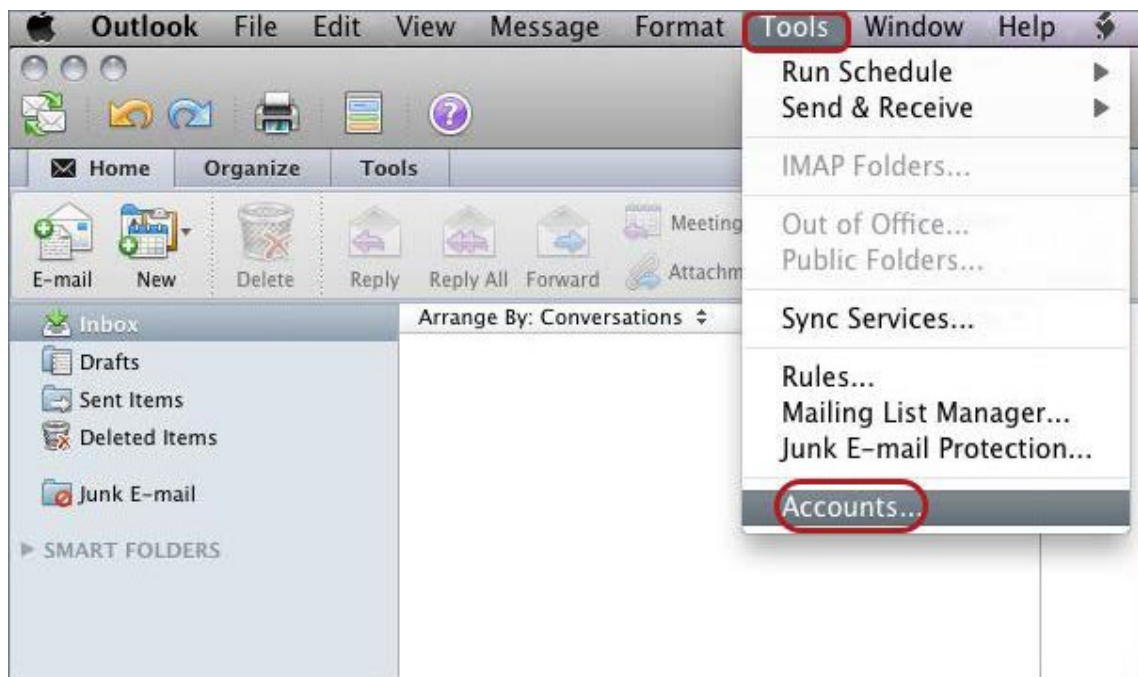 Outlook File Edit View Message Format Tools Window Help
Run Schedule
Send & Receive
IMAP Folders...
Out of Office...
Public Folders...
Sync Services...
Rules...
Mailing List Manager...
Junk E-mail Protection...
Accounts...
Home Organize Tools
E-mail New Delete Reply Reply All Forward
Meeting
Attachm
Inbox
Drafts
Sent Items
Deleted Items
Junk E-mail
SMART FOLDERS
Arrange By: Conversations